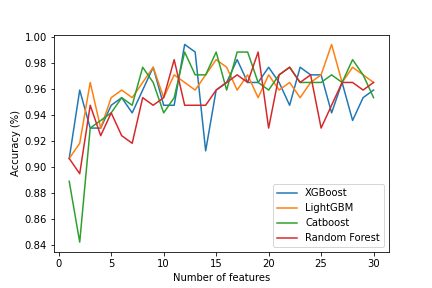 1.00
0.98
0.96
0.94
0.92
0.90
0.88
0.86
0.84
Accuracy (%)
XGBoost
LightGBM
Catboost
Random Forest
0 5 10 15 20 25 30
Number of features